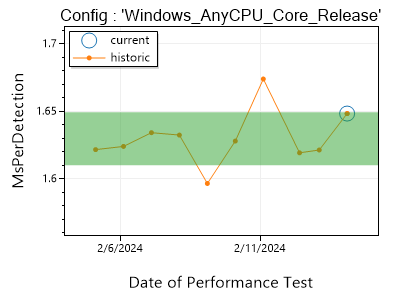 Config : 'Windows_AnyCPU_Core_Release'
current
historic
1.7
1.65
1.6
MsPerDetection
2/6/2024
2/11/2024
Date of Performance Test